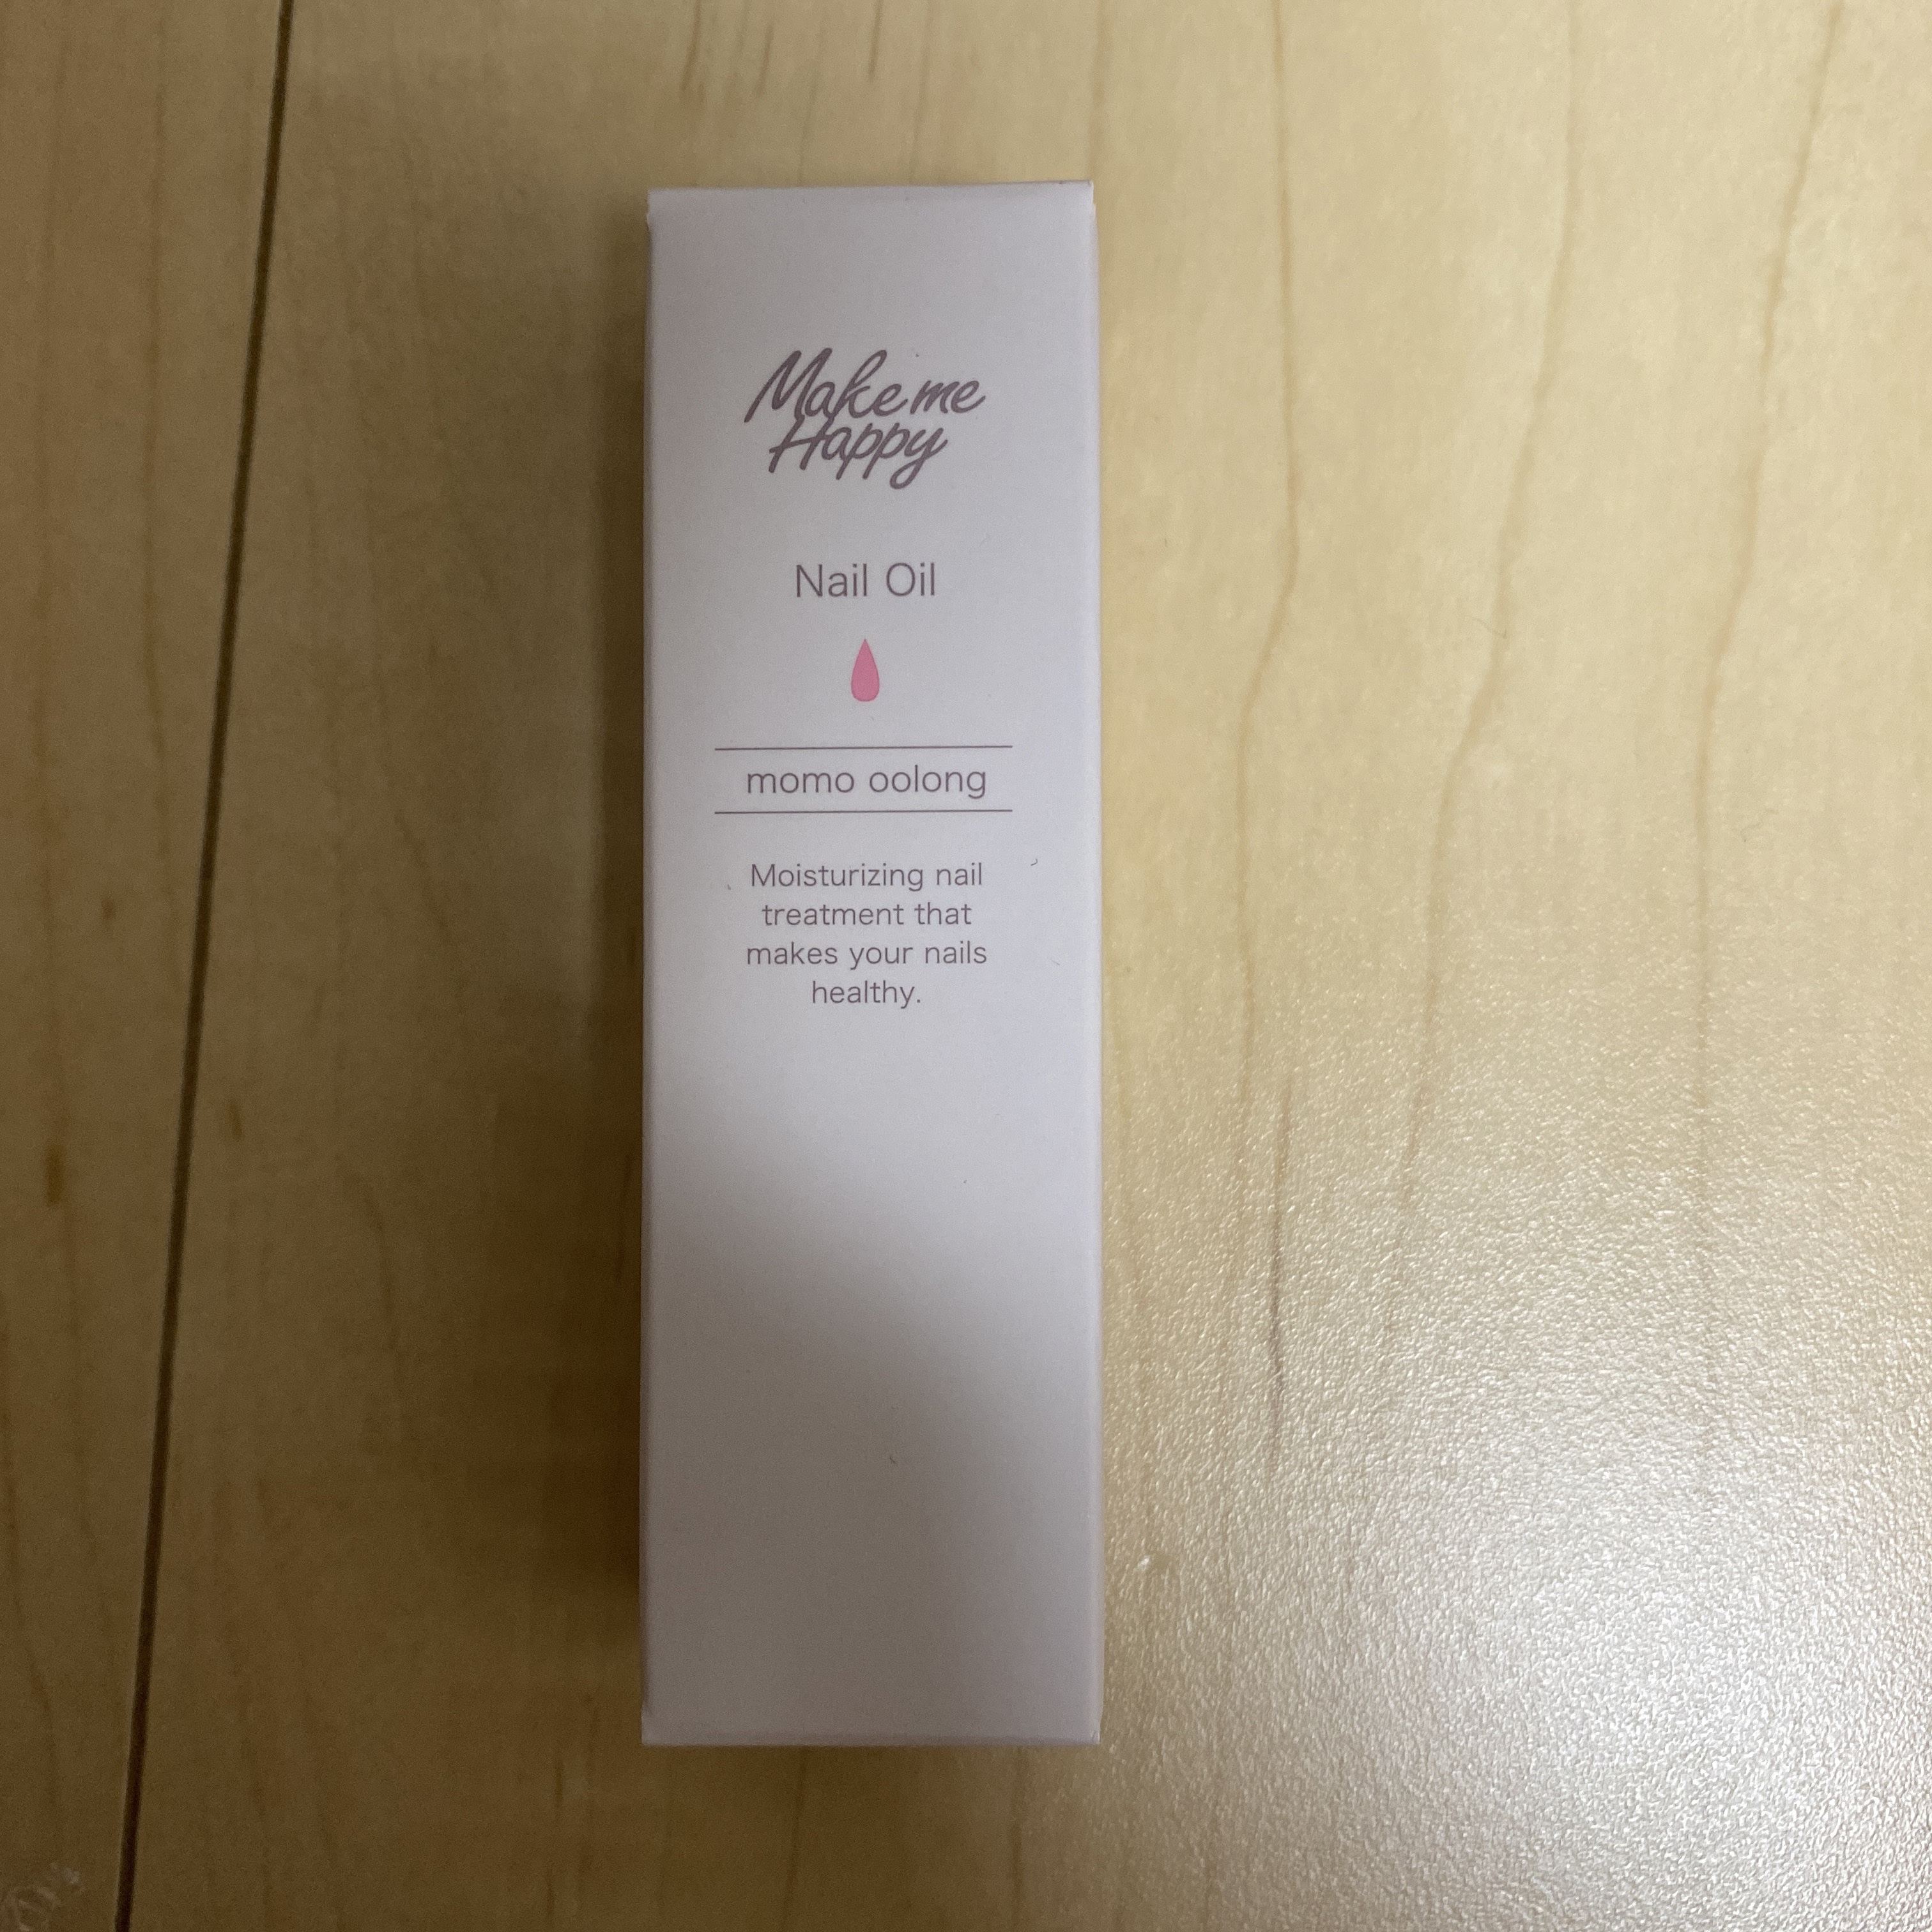 Make me
Happy
Nail Oil
momo oolong
Moisturizing nail
treatment that
makes your nails
healthy.